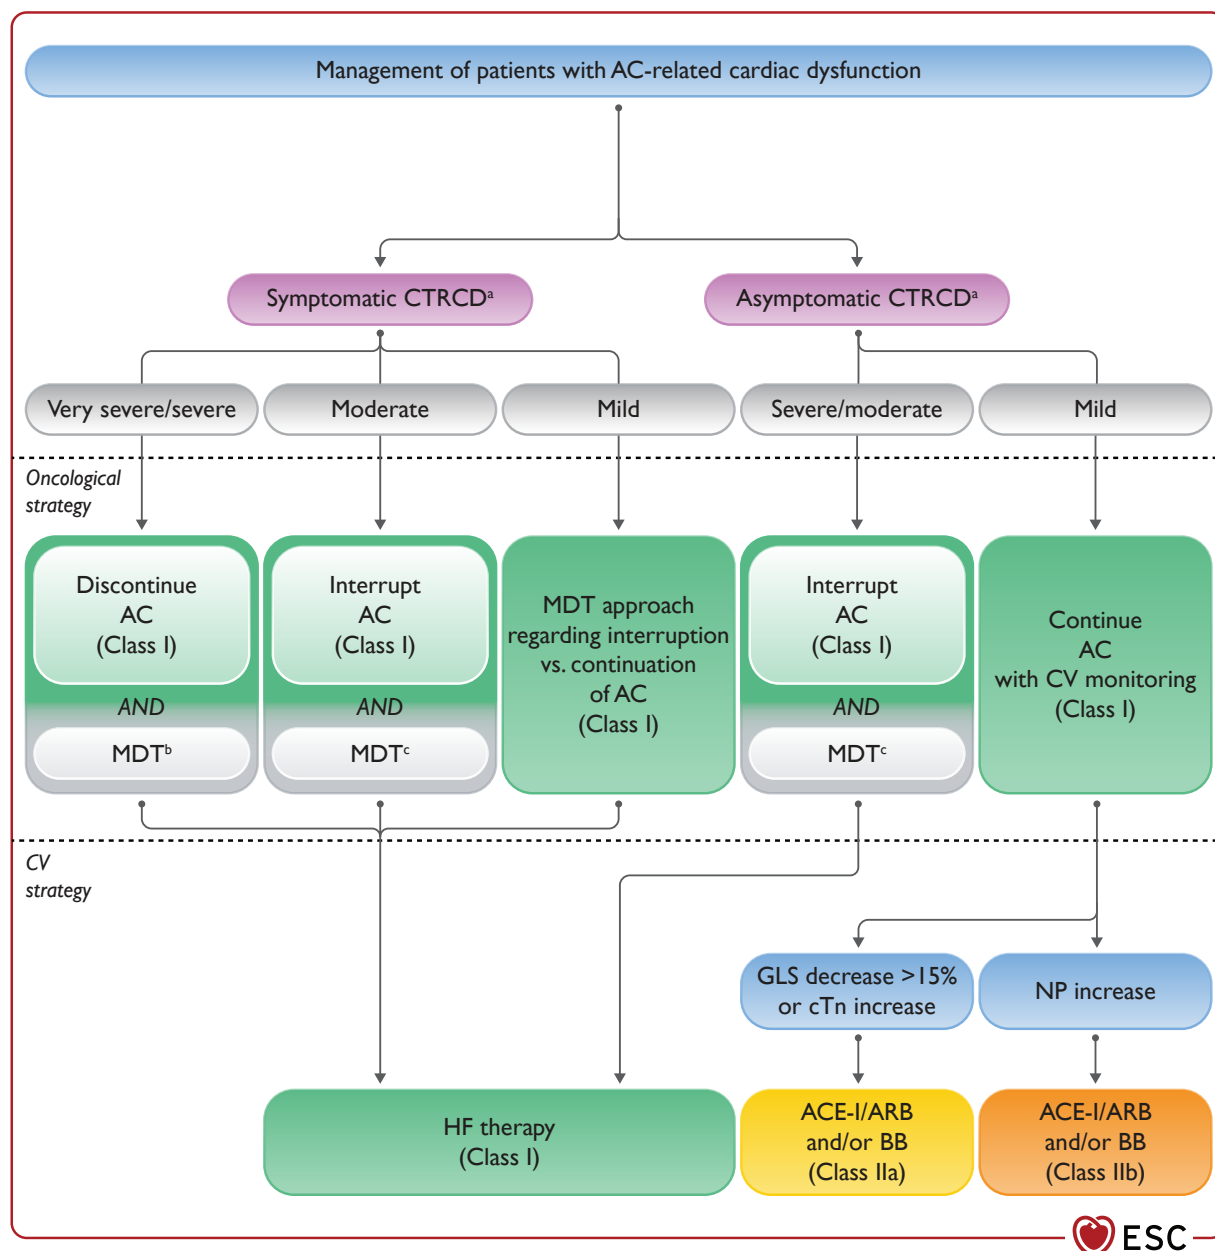 Management of patients with AC-related cardiac dysfunction
Symptomatic CTRCDᵃ
Asymptomatic CTRCDᵃ
Very severe/severe
Moderate
Mild
Severe/moderate
Mild
Oncological
strategy
Discontinue
AC
(Class I)
AND
MDTᵇ
Interrupt
AC
(Class I)
AND
MDTᶜ
MDT approach
regarding interruption
vs. continuation
of AC
(Class I)
Interrupt
AC
(Class I)
AND
MDTᶜ
Continue
AC
with CV monitoring
(Class I)
CV
strategy
GLS decrease >15%
or cTn increase
NP increase
HF therapy
(Class I)
ACE-I/ARB
and/or BB
(Class IIa)
ACE-I/ARB
and/or BB
(Class IIb)
ESC